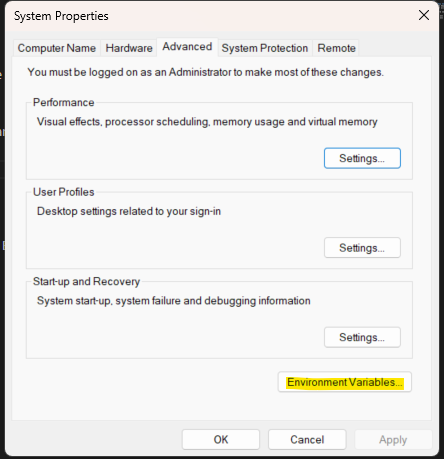 System Properties
Computer Name Hardware Advanced System Protection Remote
You must be logged on as an Administrator to make most of these changes.
Performance
Visual effects, processor scheduling, memory usage and virtual memory
Settings...
User Profiles
Desktop settings related to your sign-in
Settings...
Start-up and Recovery
System start-up, system failure and debugging information
Settings...
Environment Variables...
OK Cancel Apply